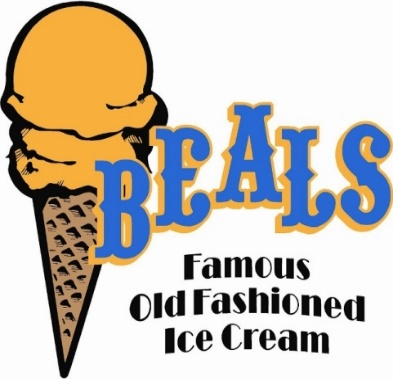 BEALS
Famous
Old Fashioned
Ice Cream